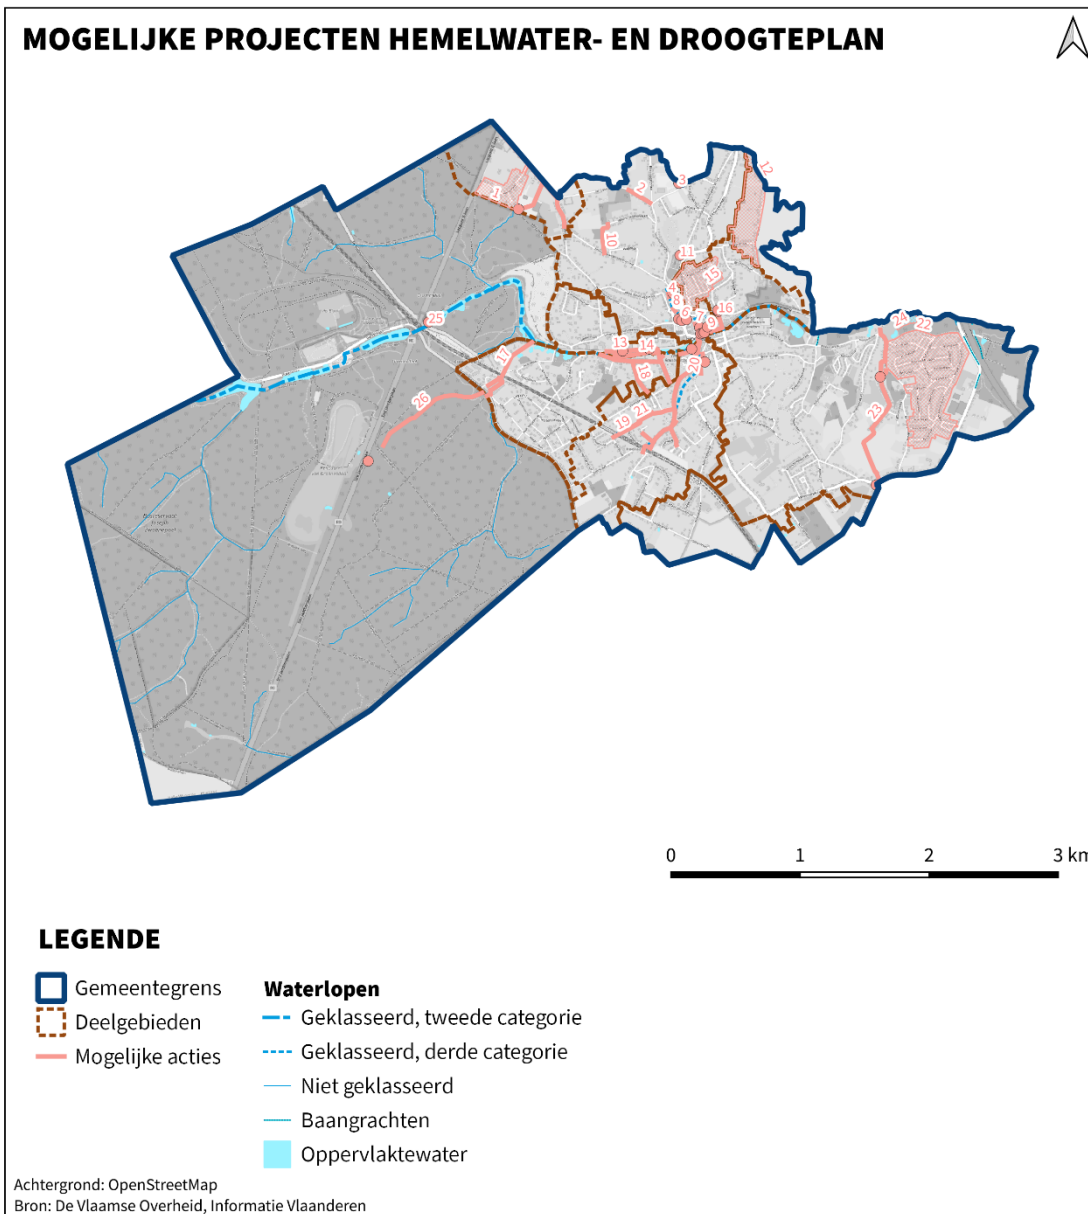 MOGELIJKE PROJECTEN HEMELWATER- EN DROOGTEPLAN
12
3
1
2
10
11
15
4
8
16
6
7
9
25
24
22
13
14
17
20
18
26
23
21
19
0 1 2 3 km
LEGENDE
Gemeentegrens
Deelgebieden
Mogelijke acties
Waterlopen
Geklasseerd, tweede categorie
Geklasseerd, derde categorie
Niet geklasseerd
Baangrachten
Oppervlaktewater
Achtergrond: OpenStreetMap
Bron: De Vlaamse Overheid, Informatie Vlaanderen